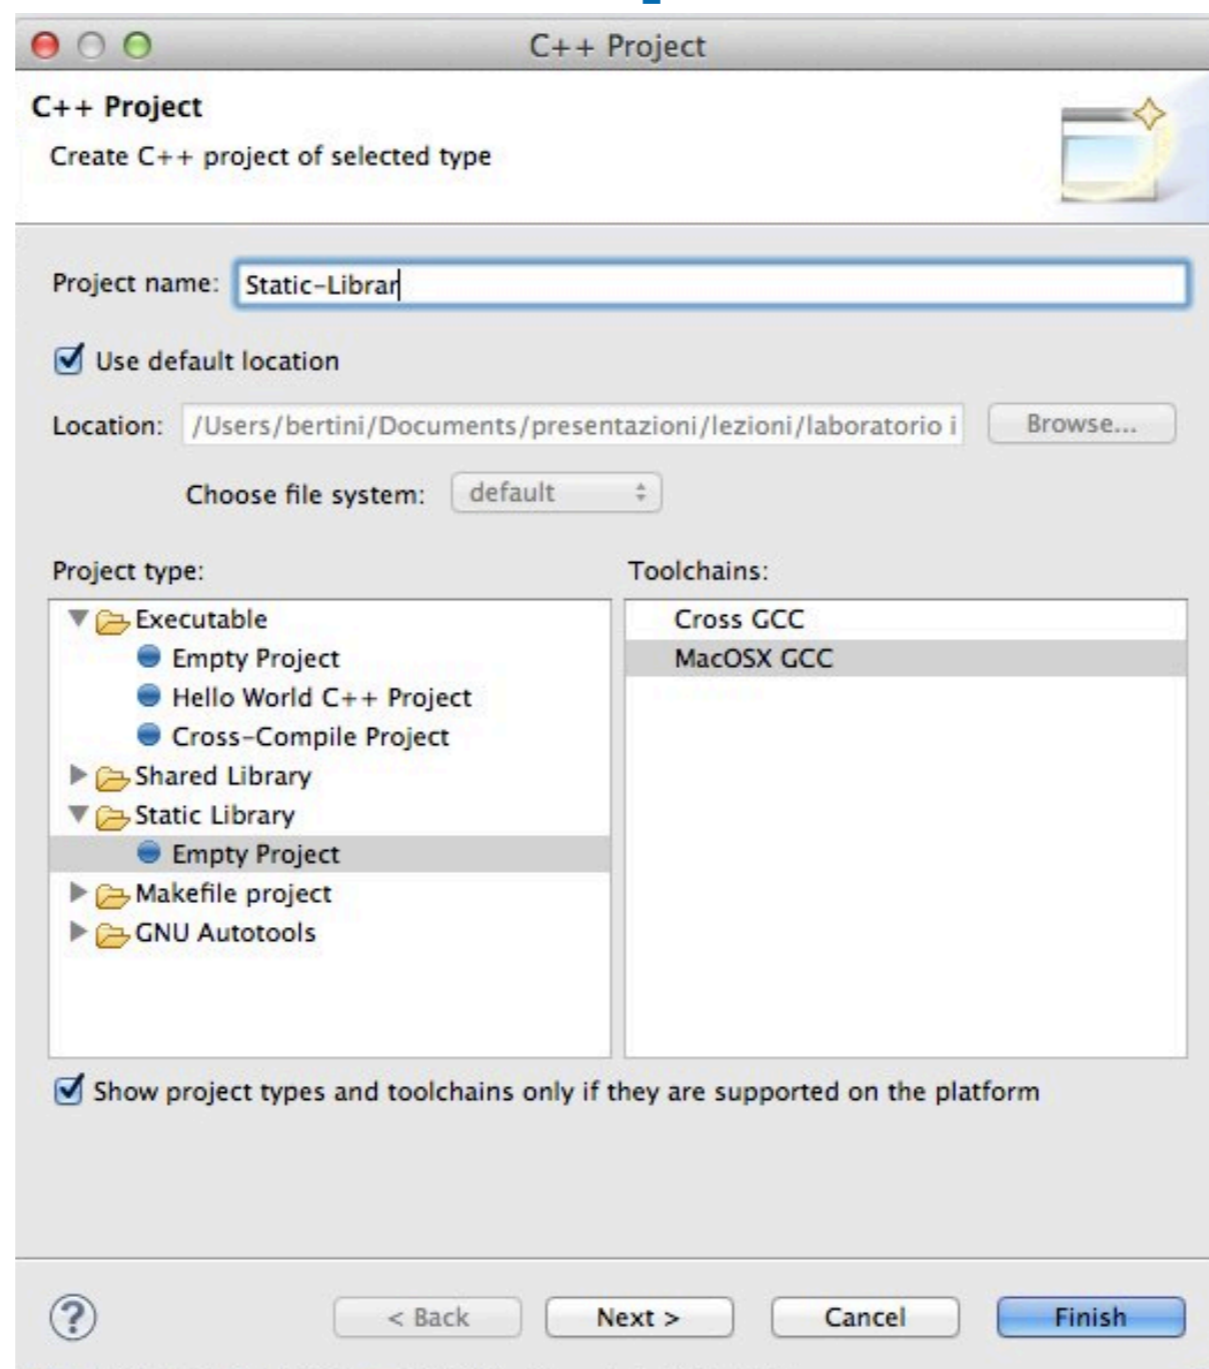 C++ Project
C++ Project
Create C++ project of selected type
Project name: Static-Librar
Use default location
Location: /Users/bertini/Documents/presentazioni/lezioni/laboratorio i Browse...
Choose file system: default
Project type: Toolchains:
Executable Cross GCC
Empty Project MacOSX GCC
Hello World C++ Project
Cross-Compile Project
Shared Library
Static Library
Empty Project
Makefile project
GNU Autotools
Show project types and toolchains only if they are supported on the platform
? < Back Next > Cancel Finish